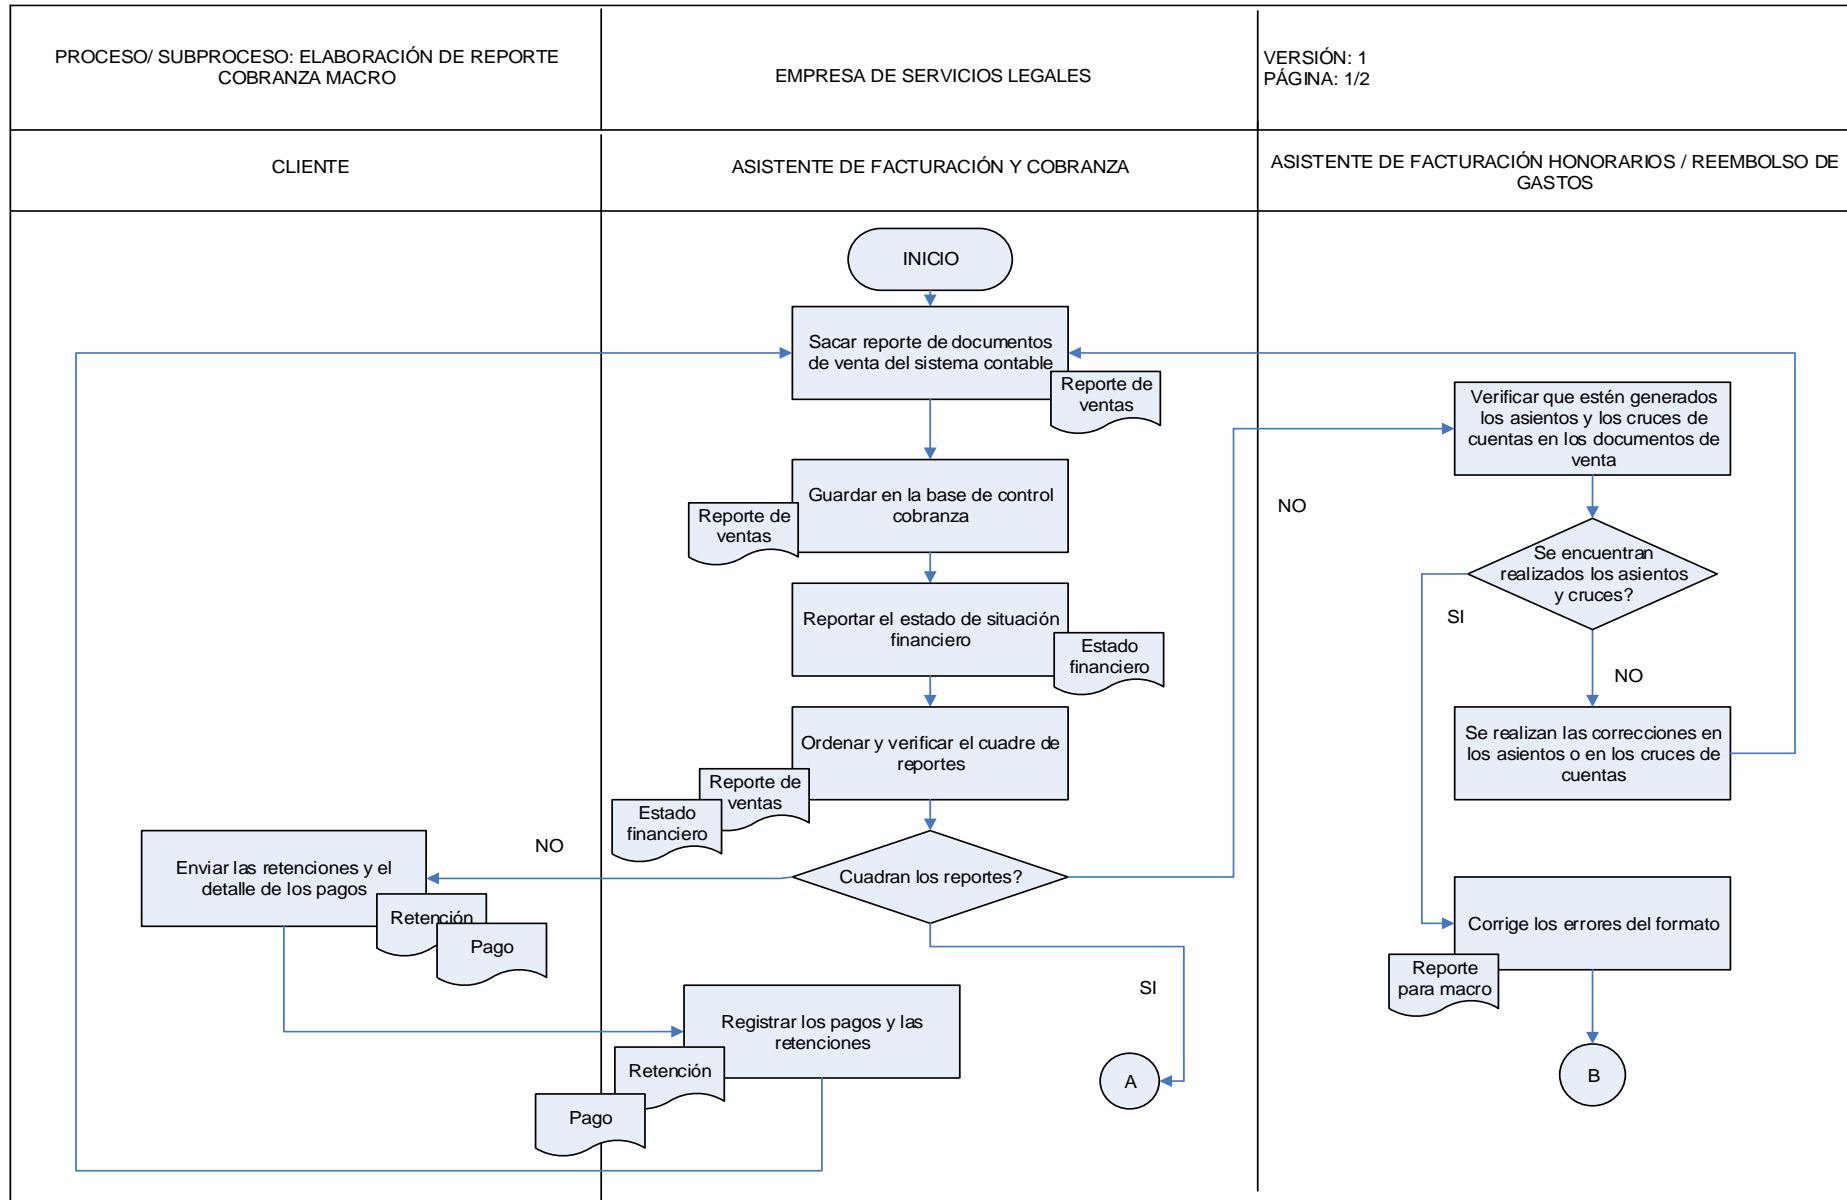 PROCESO/ SUBPROCESO: ELABORACIÓN DE REPORTE
COBRANZA MACRO
EMPRESA DE SERVICIOS LEGALES
VERSIÓN: 1
PÁGINA: 1/2
CLIENTE
ASISTENTE DE FACTURACIÓN Y COBRANZA
ASISTENTE DE FACTURACIÓN HONORARIOS / REEMBOLSO DE
GASTOS
INICIO
Sacar reporte de documentos
de venta del sistema contable
Reporte de
ventas
Verificar que estén generados
los asientos y los cruces de
cuentas en los documentos de
venta
Guardar en la base de control
cobranza
Reporte de
ventas
NO
Se encuentran
realizados los asientos
y cruces?
SI
NO
Reportar el estado de situación
financiero
Estado
financiero
Ordenar y verificar el cuadre de
reportes
Reporte de
ventas
Estado
financiero
Se realizan las correcciones en
los asientos o en los cruces de
cuentas
NO
Cuadran los reportes?
Enviar las retenciones y el
detalle de los pagos
Retención
Pago
Corrige los errores del formato
Reporte
para macro
SI
Registrar los pagos y las
retenciones
Retención
Pago
A
B